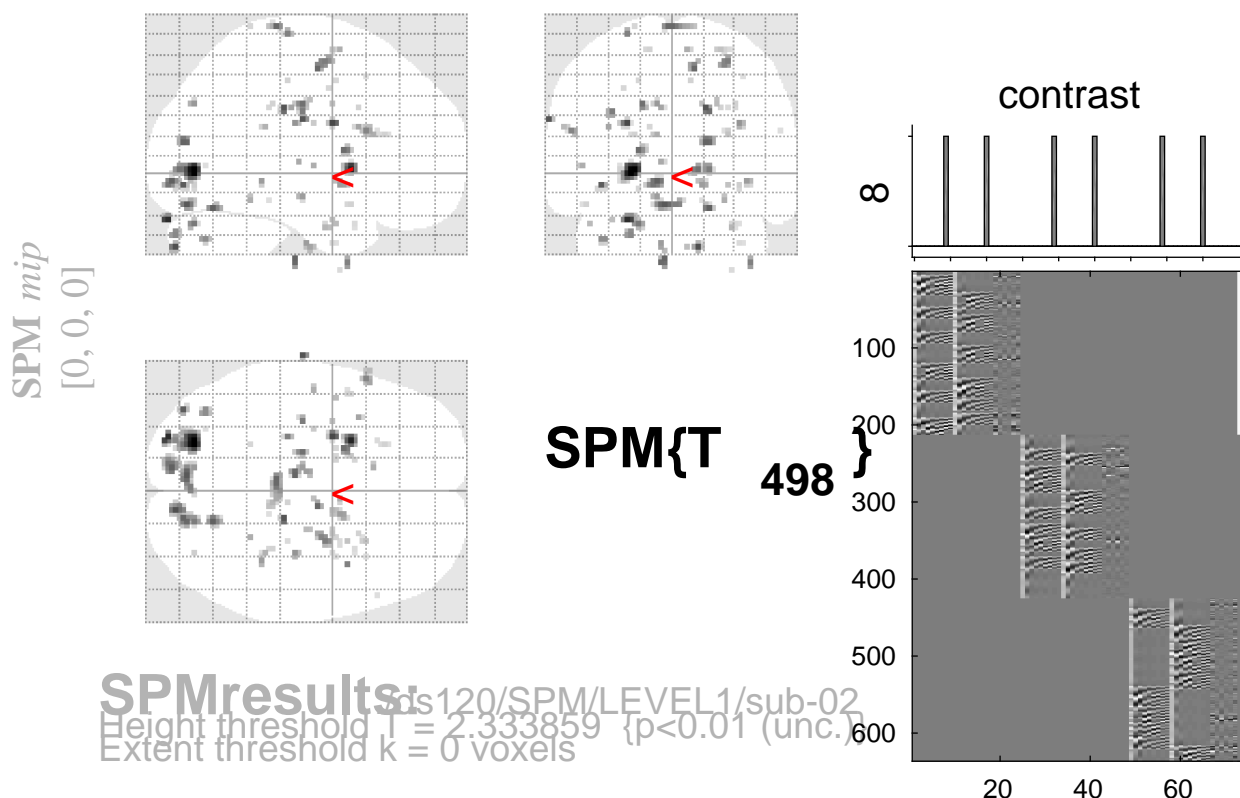 SPM mip
[0, 0, 0]
<
<
<
SPM{T
498
}
contrast
8
100
200
300
400
500
600
20 40 60
SPMresults:
/ds120/SPM/LEVEL1/sub-02
Height threshold T = 2.333859 {p<0.01 (unc.)}
Extent threshold k = 0 voxels